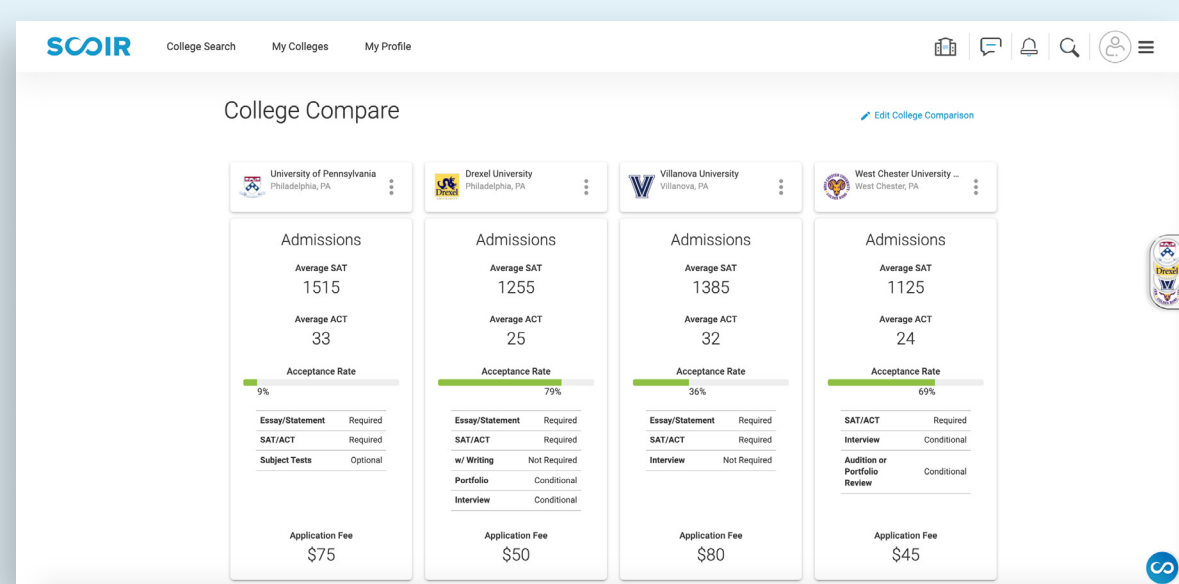 SCOIR
College Search
My Colleges
My Profile
College Compare
Edit College Comparison
University of Pennsylvania
Philadelphia, PA
Drexel
Drexel University
Philadelphia, PA
Villanova University
Villanova, PA
West Chester University ...
West Chester, PA
Admissions
Average SAT
1515
Average ACT
33
Acceptance Rate
9%
Essay/Statement Required
SAT/ACT Required
Subject Tests Optional
Application Fee
$75
Admissions
Average SAT
1255
Average ACT
25
Acceptance Rate
79%
Essay/Statement Required
SAT/ACT Required
w/ Writing Not Required
Portfolio Conditional
Interview Conditional
Application Fee
$50
Admissions
Average SAT
1385
Average ACT
32
Acceptance Rate
36%
Essay/Statement Required
SAT/ACT Required
Interview Not Required
Application Fee
$80
Admissions
Average SAT
1125
Average ACT
24
Acceptance Rate
69%
SAT/ACT Required
Interview Conditional
Audition or
Portfolio Conditional
Review
Application Fee
$45
Drexel